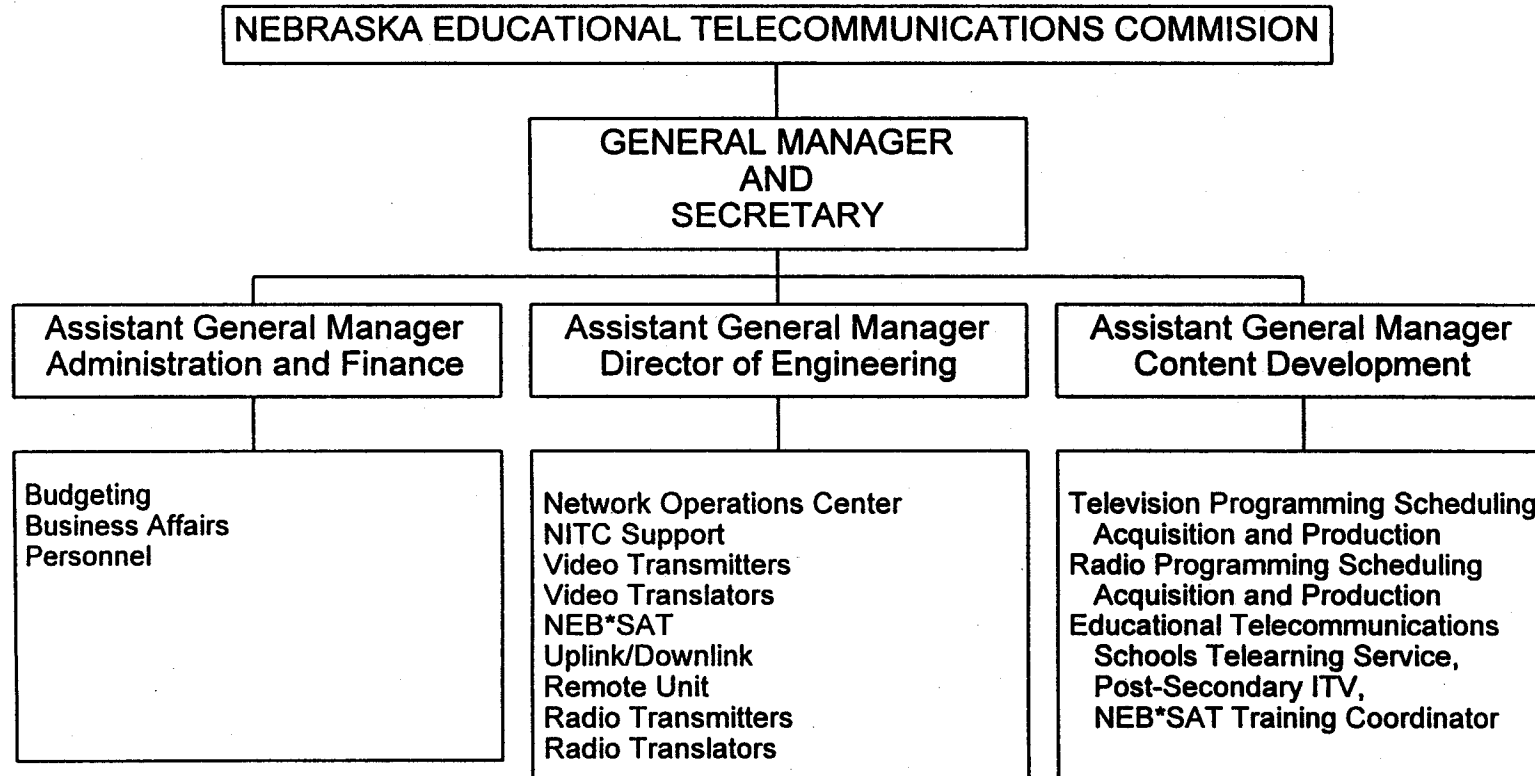 NEBRASKA EDUCATIONAL TELECOMMUNICATIONS COMMISION
GENERAL MANAGER
AND
SECRETARY
Assistant General Manager
Administration and Finance
Assistant General Manager
Director of Engineering
Assistant General Manager
Content Development
Budgeting
Business Affairs
Personnel
Network Operations Center
NITC Support
Video Transmitters
Video Translators
NEB*SAT
Uplink/Downlink
Remote Unit
Radio Transmitters
Radio Translators
Television Programming Scheduling
Acquisition and Production
Radio Programming Scheduling
Acquisition and Production
Educational Telecommunications
Schools Telearning Service,
Post-Secondary ITV,
NEB*SAT Training Coordinator